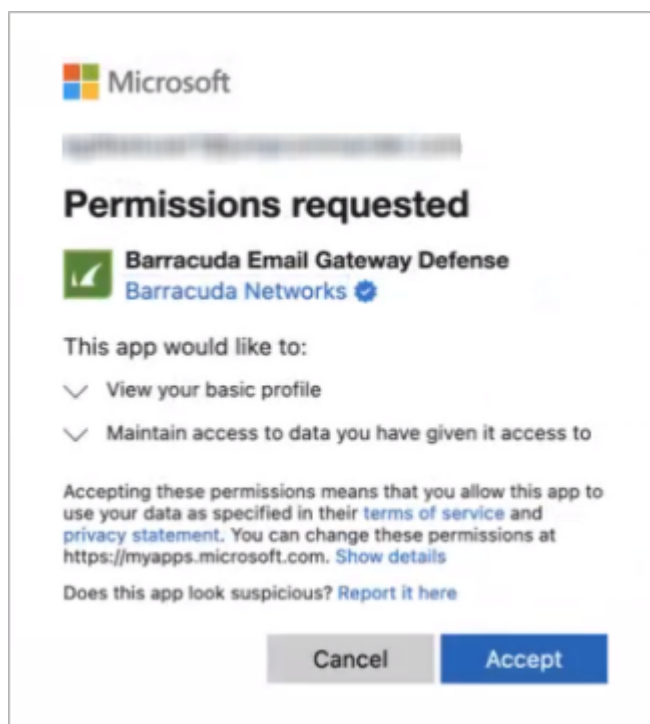 Microsoft
Permissions requested
Barracuda Email Gateway Defense
Barracuda Networks
This app would like to:
View your basic profile
Maintain access to data you have given it access to
Accepting these permissions means that you allow this app to
use your data as specified in their terms of service and
privacy statement. You can change these permissions at
https://myapps.microsoft.com. Show details
Does this app look suspicious? Report it here
Cancel Accept